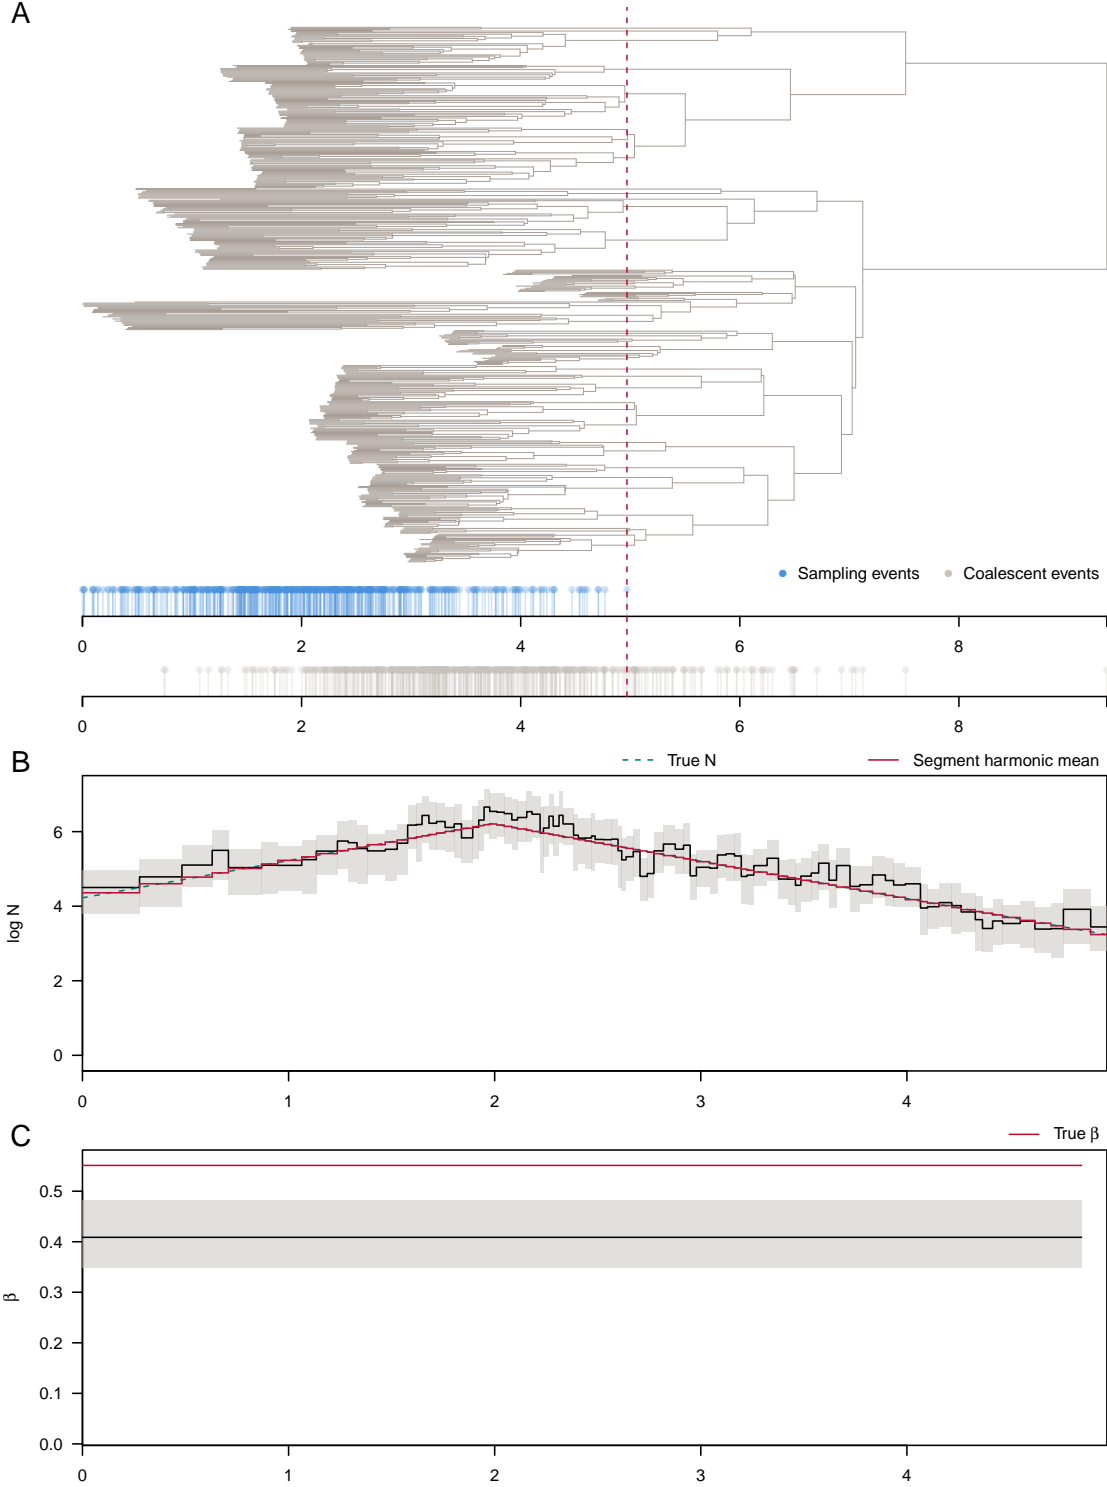 A
Sampling events Coalescent events
0 2 4 6 8
0 2 4 6 8
B
True N Segment harmonic mean
log N
6
4
2
0
0 1 2 3 4
C
True β
β
0.5
0.4
0.3
0.2
0.1
0.0
0 1 2 3 4